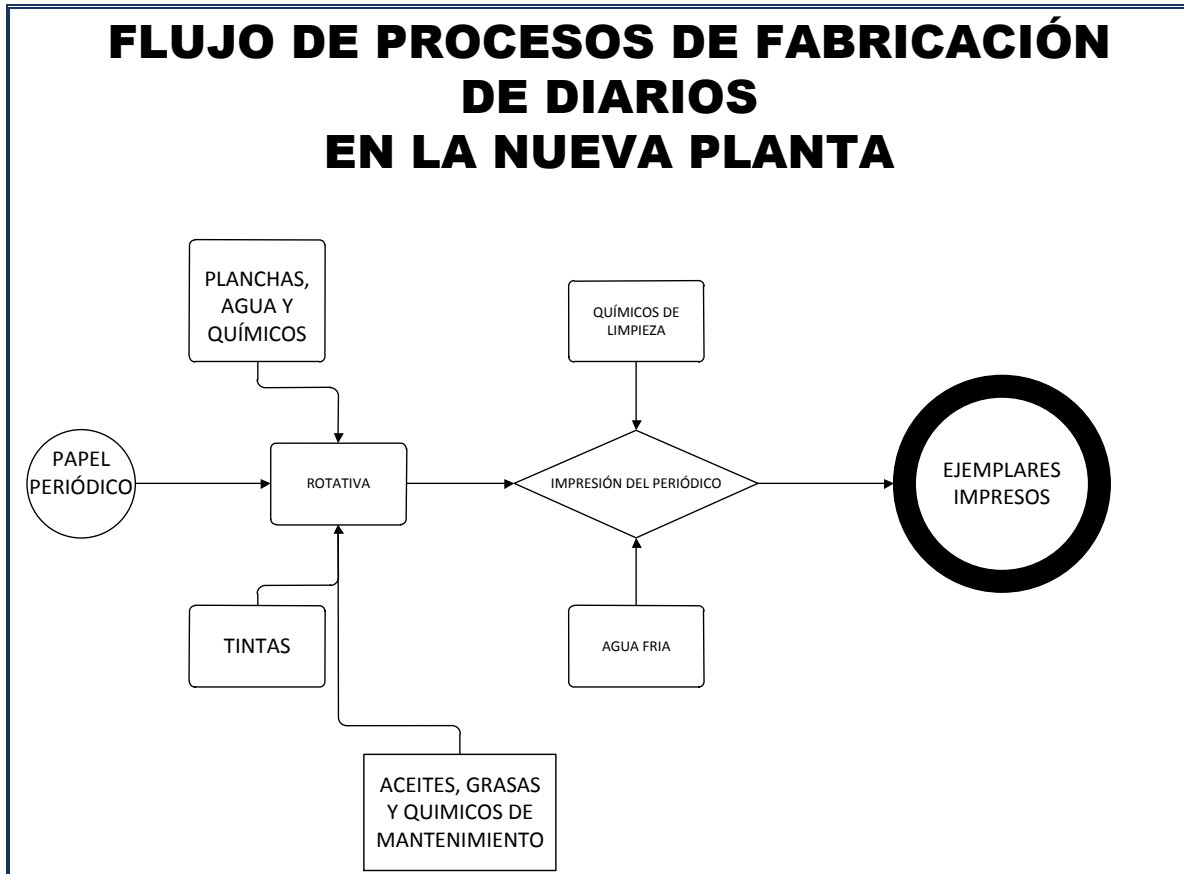 FLUJO DE PROCESOS DE FABRICACIÓN
DE DIARIOS
EN LA NUEVA PLANTA
PLANCHAS,
AGUA Y
QUÍMICOS
QUÍMICOS DE
LIMPIEZA
PAPEL
PERIÓDICO
ROTATIVA
IMPRESIÓN DEL PERIÓDICO
EJEMPLARES
IMPRESOS
TINTAS
AGUA FRIA
ACEITES, GRASAS
Y QUIMICOS DE
MANTENIMIENTO